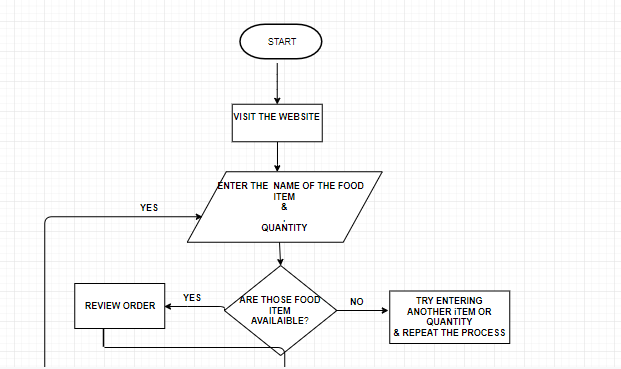 START
VISIT THE WEBSITE
ENTER THE NAME OF THE FOOD
ITEM
&
.
QUANTITY
YES
ARE THOSE FOOD
ITEM
AVAILAIBLE?
YES
REVIEW ORDER
NO
TRY ENTERING
ANOTHER iTEM OR
QUANTITY
& REPEAT THE PROCESS